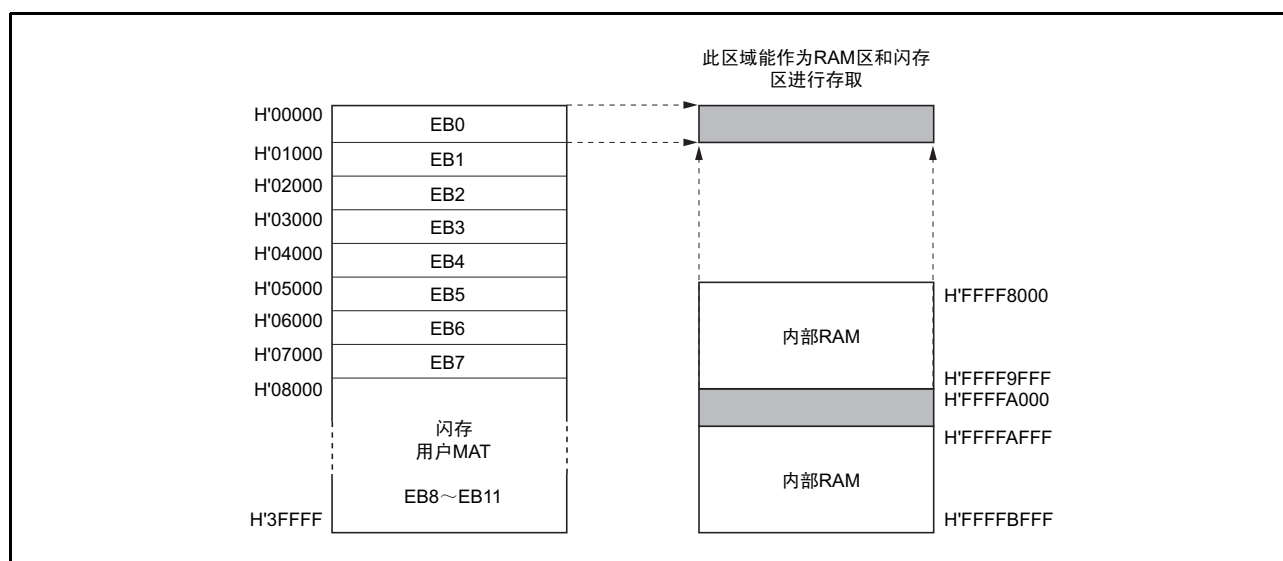 此区域能作为RAM区和闪存
区进行存取
H'00000
EB0
H'01000
EB1
H'02000
EB2
H'03000
EB3
H'04000
EB4
H'05000
EB5
H'06000
EB6
H'07000
EB7
H'08000
闪存
用户MAT
EB8～EB11
H'3FFFF
H'FFFF8000
内部RAM
H'FFFF9FFF
H'FFFFA000
H'FFFFAFFF
内部RAM
H'FFFFBFFF